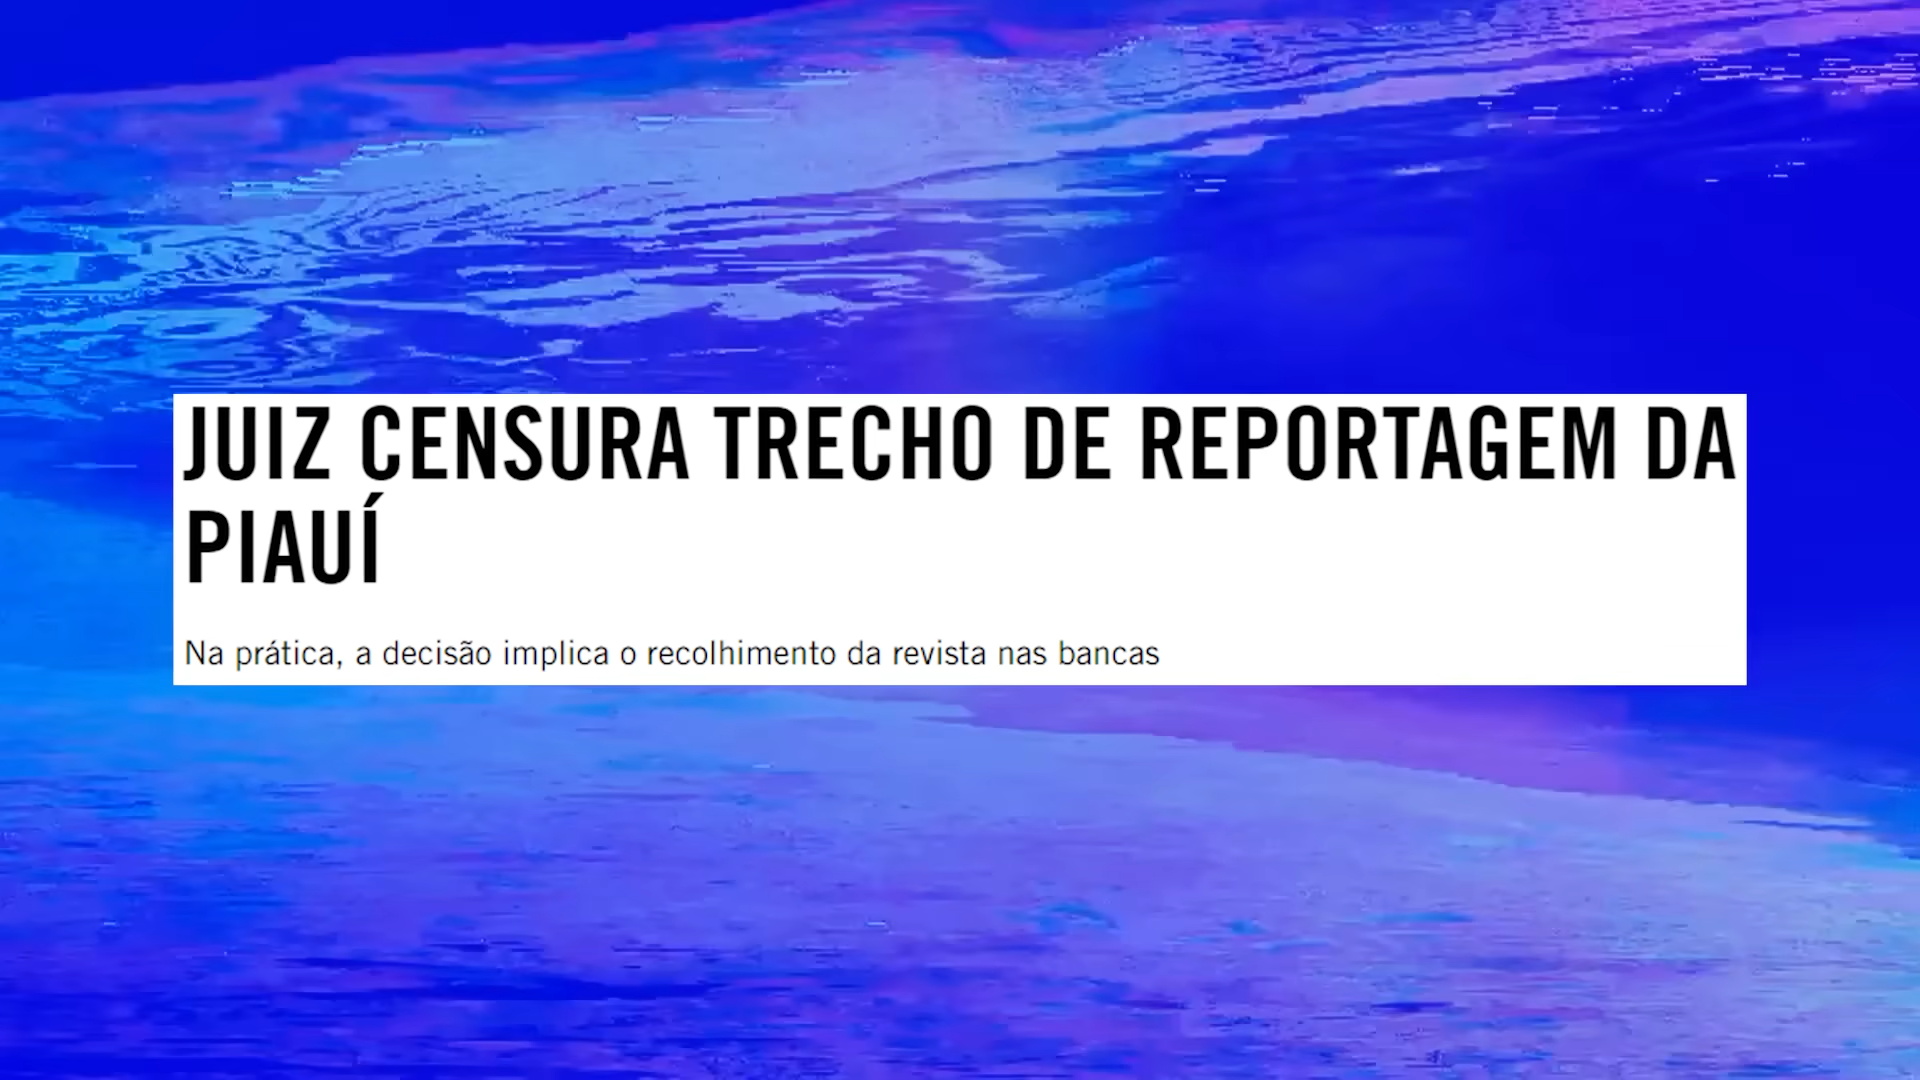 JUIZ CENSURA TRECHO DE REPORTAGEM DA
PIAUÍ
Na prática, a decisão implica o recolhimento da revista nas bancas